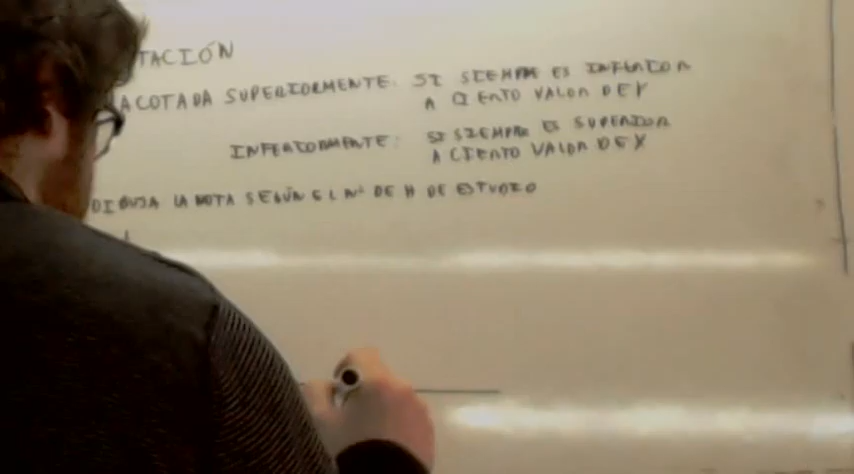 TACIÓN
ACOTADA SUPERIORMENTE: SI SIEMPRE ES INFERIOR
A CIERTO VALOR DE Y
INFERIORMENTE: SI SIEMPRE ES SUPERIOR
A CIERTO VALOR DE X
DIBUJA LA NOTA SEGÚN EL Nº DE H DE ESTUDIO